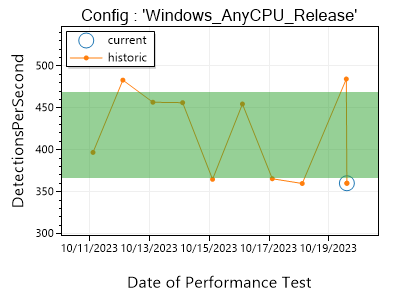 Config : 'Windows_AnyCPU_Release'
current
historic
DetectionsPerSecond
500
450
400
350
300
10/11/2023 10/13/2023 10/15/2023 10/17/2023 10/19/2023
Date of Performance Test